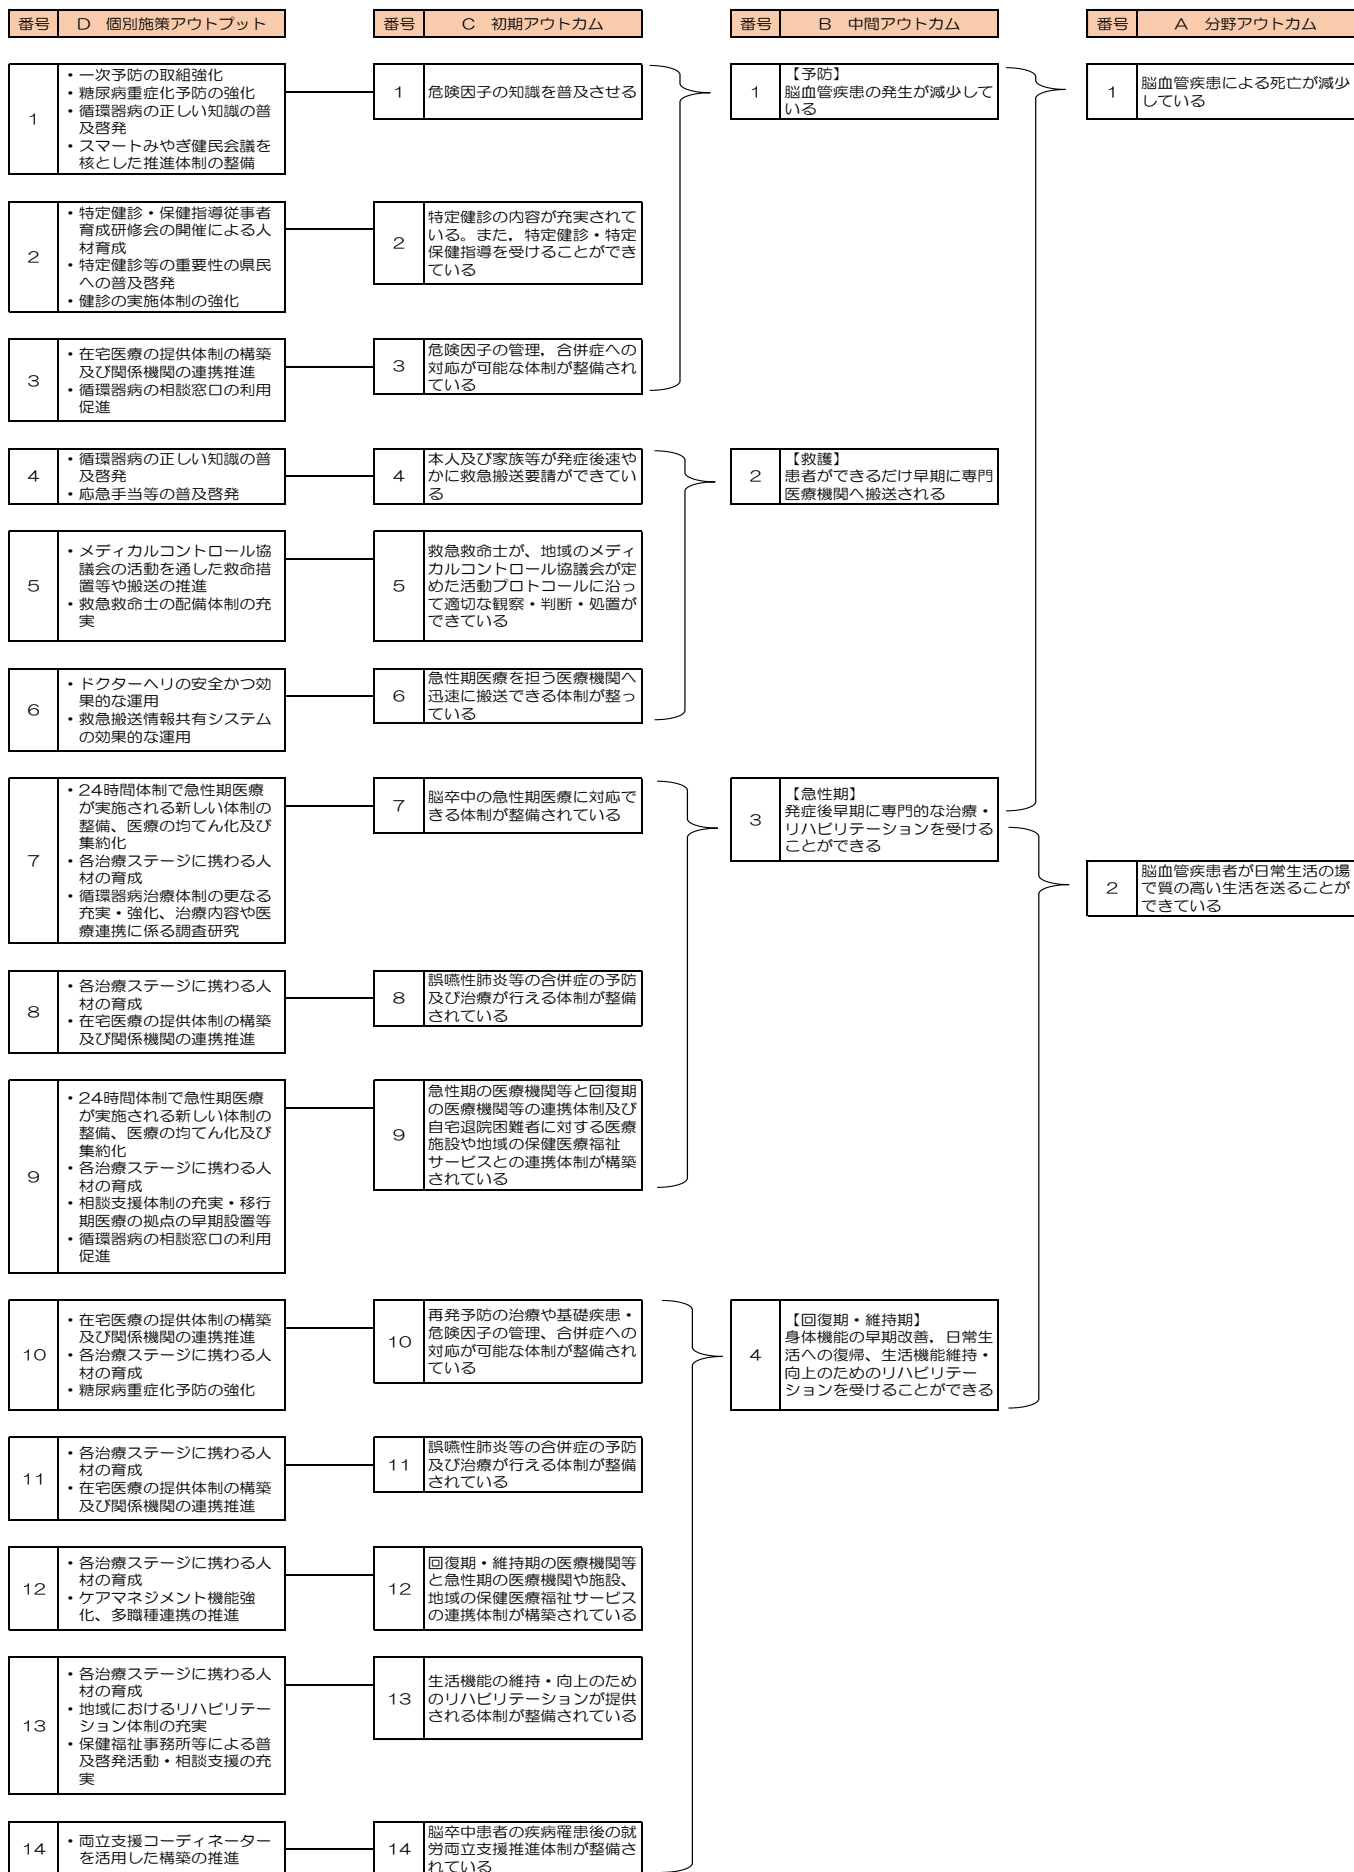 番号 D 個別施策アウトプット
番号 C 初期アウトカム
番号 B 中間アウトカム
番号 A 分野アウトカム
1
・一次予防の取組強化
・糖尿病重症化予防の強化
・循環器病の正しい知識の普
及啓発
・スマートみやぎ健民会議を
核とした推進体制の整備
1
危険因子の知識を普及させる
1
【予防】
脳血管疾患の発生が減少して
いる
1
脳血管疾患による死亡が減少
している
2
・特定健診・保健指導従事者
育成研修会の開催による人
材育成
・特定健診等の重要性の県民
への普及啓発
・健診の実施体制の強化
2
特定健診の内容が充実されて
いる。また，特定健診・特定
保健指導を受けることができ
ている
3
・在宅医療の提供体制の構築
及び関係機関の連携推進
・循環器病の相談窓口の利用
促進
3
危険因子の管理，合併症への
対応が可能な体制が整備され
ている
4
・循環器病の正しい知識の普
及啓発
・応急手当等の普及啓発
4
本人及び家族等が発症後速や
かに救急搬送要請ができてい
る
2
【救護】
患者ができるだけ早期に専門
医療機関へ搬送される
5
・メディカルコントロール協
議会の活動を通した救命措
置等や搬送の推進
・救急救命士の配備体制の充
実
5
救急救命士が、地域のメディ
カルコントロール協議会が定
めた活動プロトコールに沿っ
て適切な観察・判断・処置が
できている
6
・ドクターヘリの安全かつ効
果的な運用
・救急搬送情報共有システム
の効果的な運用
6
急性期医療を担う医療機関へ
迅速に搬送できる体制が整っ
ている
7
・24時間体制で急性期医療
が実施される新しい体制の
整備、医療の均てん化及び
集約化
・各治療ステージに携わる人
材の育成
・循環器病治療体制の更なる
充実・強化、治療内容や医
療連携に係る調査研究
7
脳卒中の急性期医療に対応で
きる体制が整備されている
3
【急性期】
発症後早期に専門的な治療・
リハビリテーションを受ける
ことができる
2
脳血管疾患者が日常生活の場
で質の高い生活を送ることが
できている
8
・各治療ステージに携わる人
材の育成
・在宅医療の提供体制の構築
及び関係機関の連携推進
8
誤嚥性肺炎等の合併症の予防
及び治療が行える体制が整備
されている
9
・24時間体制で急性期医療
が実施される新しい体制の
整備、医療の均てん化及び
集約化
・各治療ステージに携わる人
材の育成
・相談支援体制の充実・移行
期医療の拠点の早期設置等
・循環器病の相談窓口の利用
促進
9
急性期の医療機関等と回復期
の医療機関等の連携体制及び
自宅退院困難者に対する医療
施設や地域の保健医療福祉
サービスとの連携体制が構築
されている
10
・在宅医療の提供体制の構築
及び関係機関の連携推進
・各治療ステージに携わる人
材の育成
・糖尿病重症化予防の強化
10
再発予防の治療や基礎疾患・
危険因子の管理、合併症への
対応が可能な体制が整備され
ている
4
【回復期・維持期】
身体機能の早期改善，日常生
活への復帰、生活機能維持・
向上のためのリハビリテー
ションを受けることができる
11
・各治療ステージに携わる人
材の育成
・在宅医療の提供体制の構築
及び関係機関の連携推進
11
誤嚥性肺炎等の合併症の予防
及び治療が行える体制が整備
されている
12
・各治療ステージに携わる人
材の育成
・ケアマネジメント機能強
化、多職種連携の推進
12
回復期・維持期の医療機関等
と急性期の医療機関や施設、
地域の保健医療福祉サービス
の連携体制が構築されている
13
・各治療ステージに携わる人
材の育成
・地域におけるリハビリテー
ション体制の充実
・保健福祉事務所等による普
及啓発活動・相談支援の充
実
13
生活機能の維持・向上のため
のリハビリテーションが提供
される体制が整備されている
14
・両立支援コーディネーター
を活用した構築の推進
14
脳卒中患者の疾病罹患後の就
労両立支援推進体制が整備さ
れている